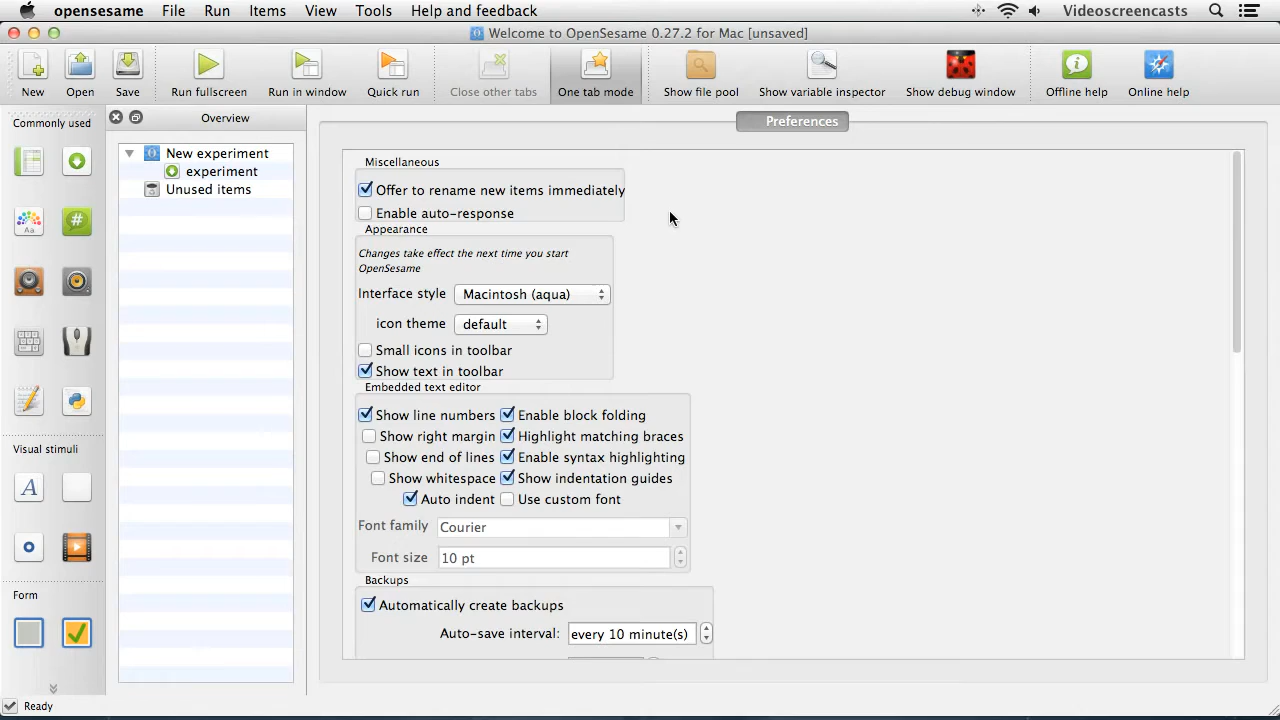 opensesame File Run Items View Tools Help and feedback Videoscreencasts
Welcome to OpenSesame 0.27.2 for Mac [unsaved]
New Open Save Run fullscreen Run in window Quick run Close other tabs One tab mode Show file pool Show variable inspector Show debug window Offline help Online help
Commonly used
Overview
Preferences
New experiment
experiment
Unused items
Miscellaneous
Offer to rename new items immediately
Enable auto-response
Appearance
Changes take effect the next time you start
OpenSesame
Interface style Macintosh (aqua)
icon theme default
Small icons in toolbar
Show text in toolbar
Embedded text editor
Show line numbers Enable block folding
Show right margin Highlight matching braces
Show end of lines Enable syntax highlighting
Show whitespace Show indentation guides
Auto indent Use custom font
Font family Courier
Font size 10 pt
Backups
Automatically create backups
Auto-save interval: every 10 minute(s)
Aa
#
Visual stimuli
A
Form
Ready